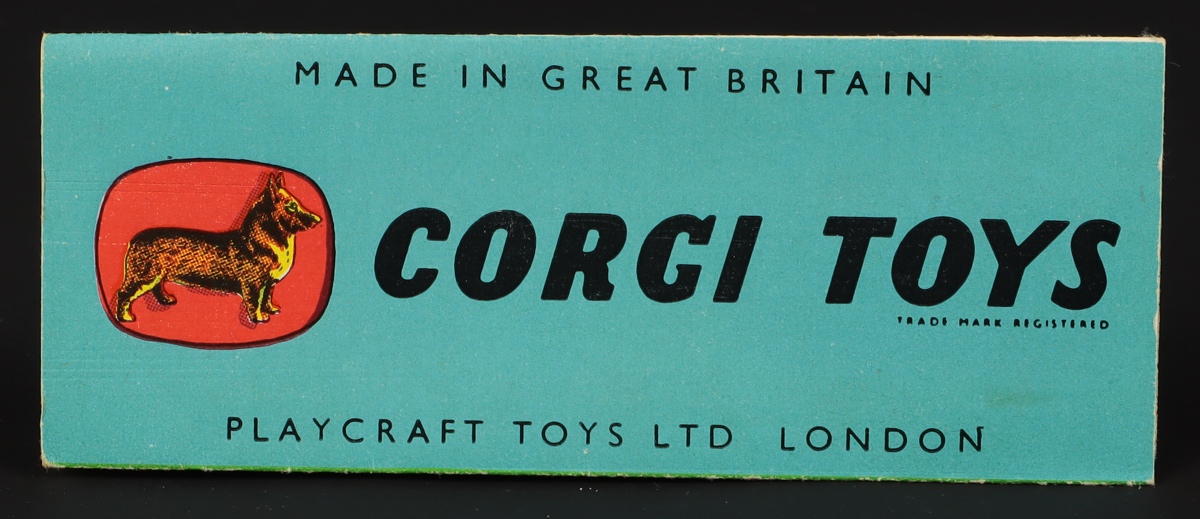 MADE IN GREAT BRITAIN
CORGI TOYS
TRADE MARK REGISTERED
PLAYCRAFT TOYS LTD LONDON